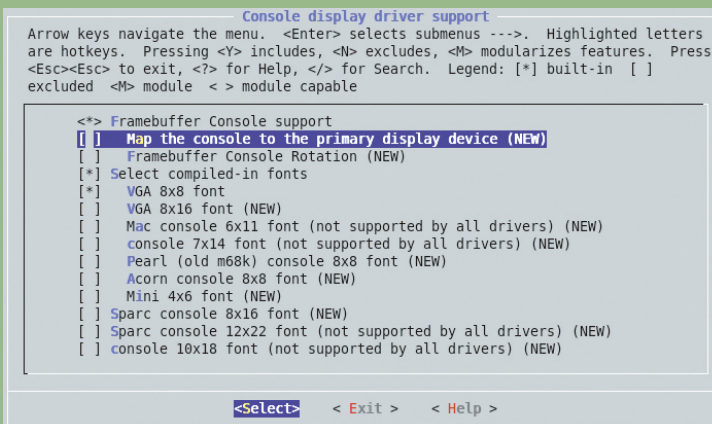 Console display driver support
Arrow keys navigate the menu. <Enter> selects submenus --->. Highlighted letters
are hotkeys. Pressing <Y> includes, <N> excludes, <M> modularizes features. Press
<Esc><Esc> to exit, <?> for Help, </> for Search. Legend: [*] built-in [ ]
excluded <M> module < > module capable
<*> Framebuffer Console support
[ ] Map the console to the primary display device (NEW)
[ ] Framebuffer Console Rotation (NEW)
[*] Select compiled-in fonts
[*] VGA 8x8 font
[ ] VGA 8x16 font (NEW)
[ ] Mac console 6x11 font (not supported by all drivers) (NEW)
[ ] console 7x14 font (not supported by all drivers) (NEW)
[ ] Pearl (old m68k) console 8x8 font (NEW)
[ ] Acorn console 8x8 font (NEW)
[ ] Mini 4x6 font (NEW)
[ ] Sparc console 8x16 font (NEW)
[ ] Sparc console 12x22 font (not supported by all drivers) (NEW)
[ ] console 10x18 font (not supported by all drivers) (NEW)
<Select> < Exit > < Help >